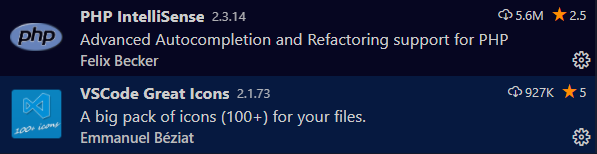 PHP IntelliSense 2.3.14 5.6M 2.5
php
Advanced Autocompletion and Refactoring support for PHP
Felix Becker
VSCode Great Icons 2.1.73 927K 5
A big pack of icons (100+) for your files.
100+ icons
Emmanuel Béziat